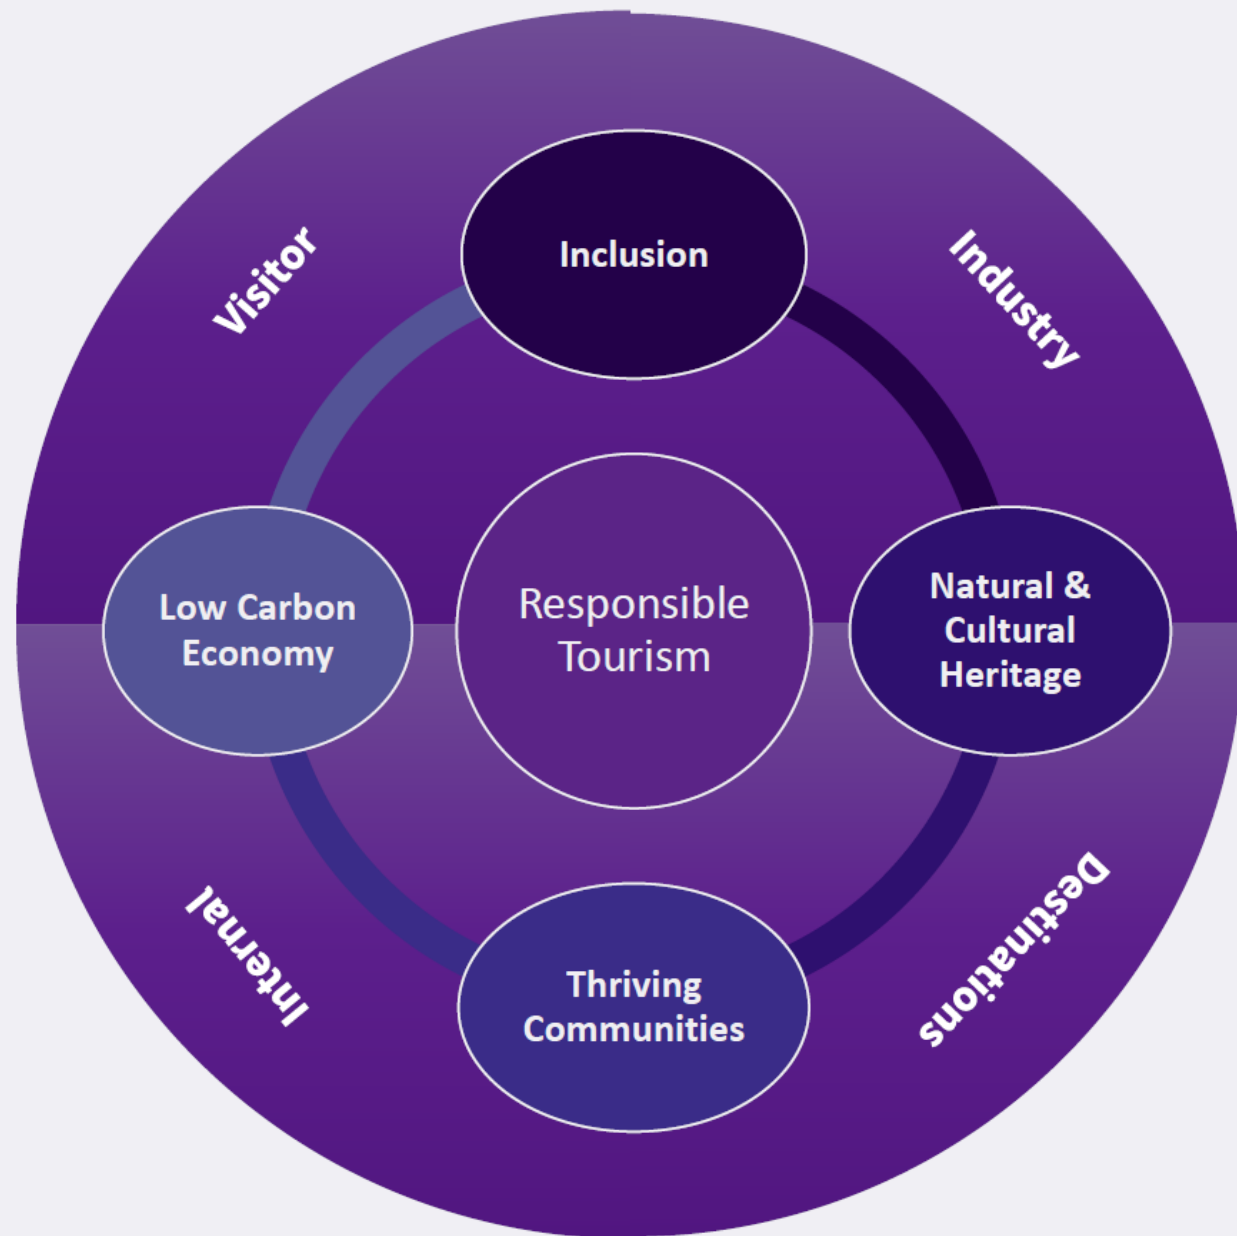 Visitor
Inclusion
Industry
Low Carbon
Economy
Responsible
Tourism
Natural &
Cultural
Heritage
Internal
Thriving
Communities
Destinations